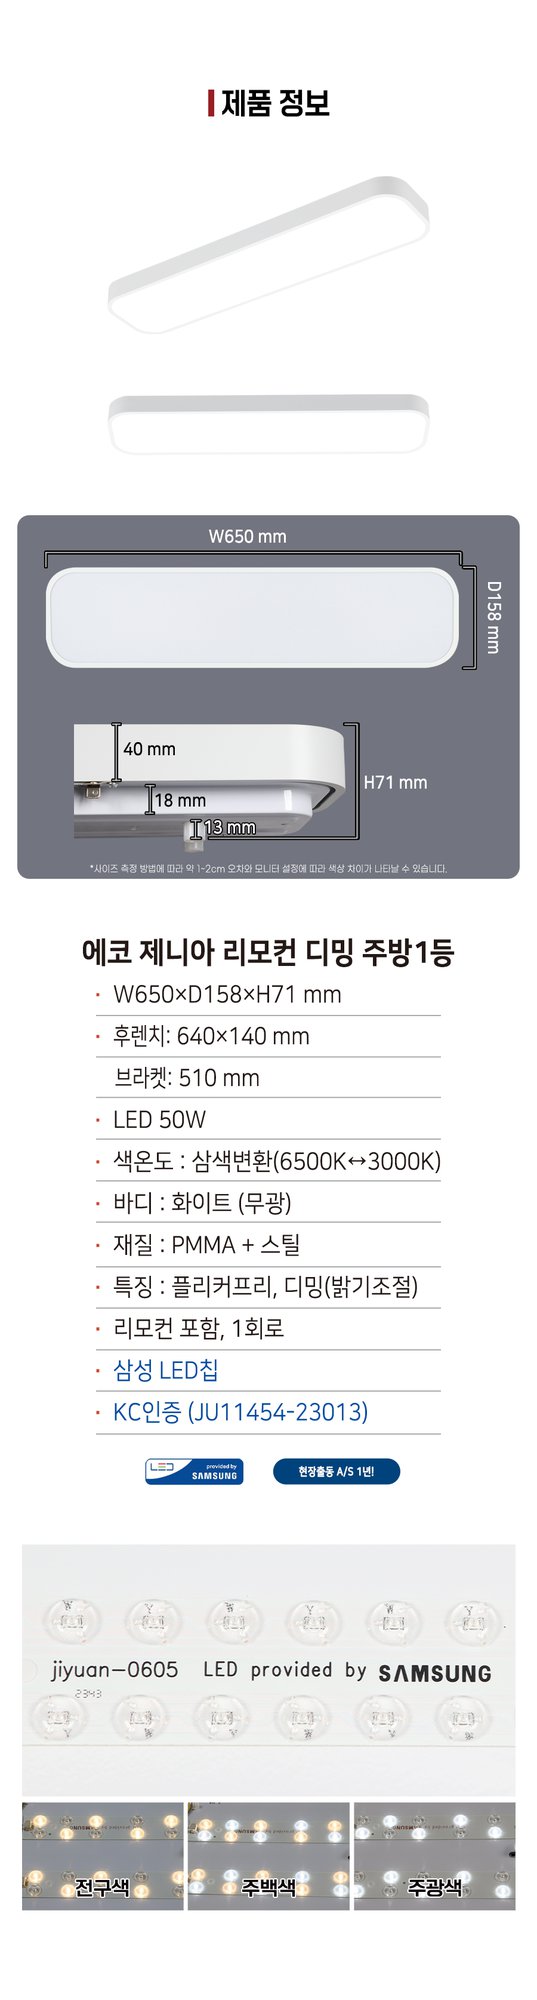 제품 정보
W650 mm
D158 mm
40 mm
18 mm
13 mm
H71 mm
*사이즈 측정 방법에 따라 약 1~2cm 오차와 모니터 설정에 따라 색상 차이가 나타날 수 있습니다.
에코 제니아 리모컨 디밍 주방1등
· W650×D158×H71 mm
· 후렌치: 640×140 mm
브라켓: 510 mm
· LED 50W
· 색온도 : 삼색변환(6500K↔3000K)
· 바디 : 화이트 (무광)
· 재질 : PMMA + 스틸
· 특징 : 플리커프리, 디밍(밝기조절)
· 리모컨 포함, 1회로
· 삼성 LED칩
· KC인증 (JU11454-23013)
LED provided by SAMSUNG
현장출동 A/S 1년!
W Y W Y W Y
jiyuan-0605 LED provided by SAMSUNG
2343
Y W Y W Y W
provided by SAMSUNG
전구색
주백색
주광색